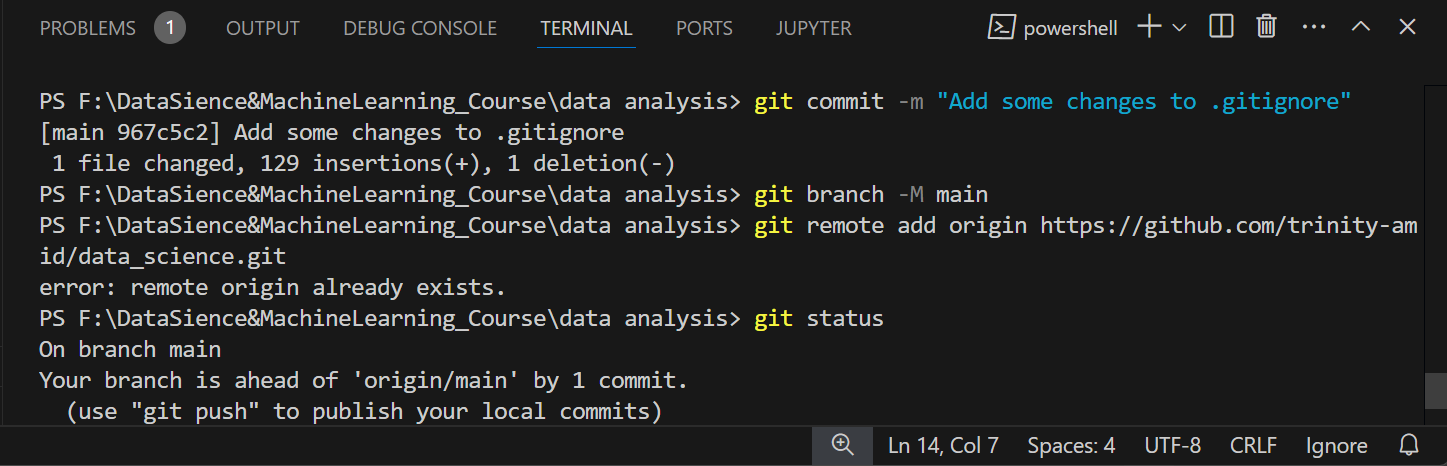 PROBLEMS 1 OUTPUT DEBUG CONSOLE TERMINAL PORTS JUPYTER powershell
PS F:\DataSience&MachineLearning_Course\data analysis> git commit -m "Add some changes to .gitignore"
[main 967c5c2] Add some changes to .gitignore
 1 file changed, 129 insertions(+), 1 deletion(-)
PS F:\DataSience&MachineLearning_Course\data analysis> git branch -M main
PS F:\DataSience&MachineLearning_Course\data analysis> git remote add origin https://github.com/trinity-am
id/data_science.git
error: remote origin already exists.
PS F:\DataSience&MachineLearning_Course\data analysis> git status
On branch main
Your branch is ahead of 'origin/main' by 1 commit.
  (use "git push" to publish your local commits)
Ln 14, Col 7 Spaces: 4 UTF-8 CRLF Ignore